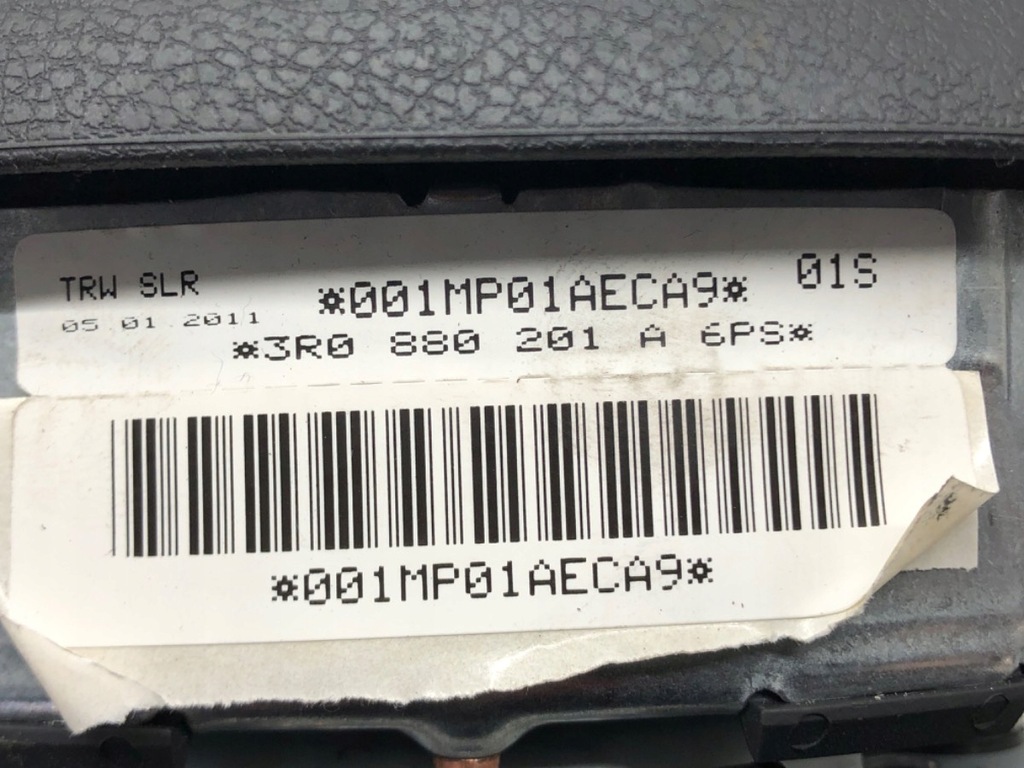 TRW SLR
*001MP01AECA9*
01S
05.01.2011
*3R0 880 201 A 6PS*
*001MP01AECA9*